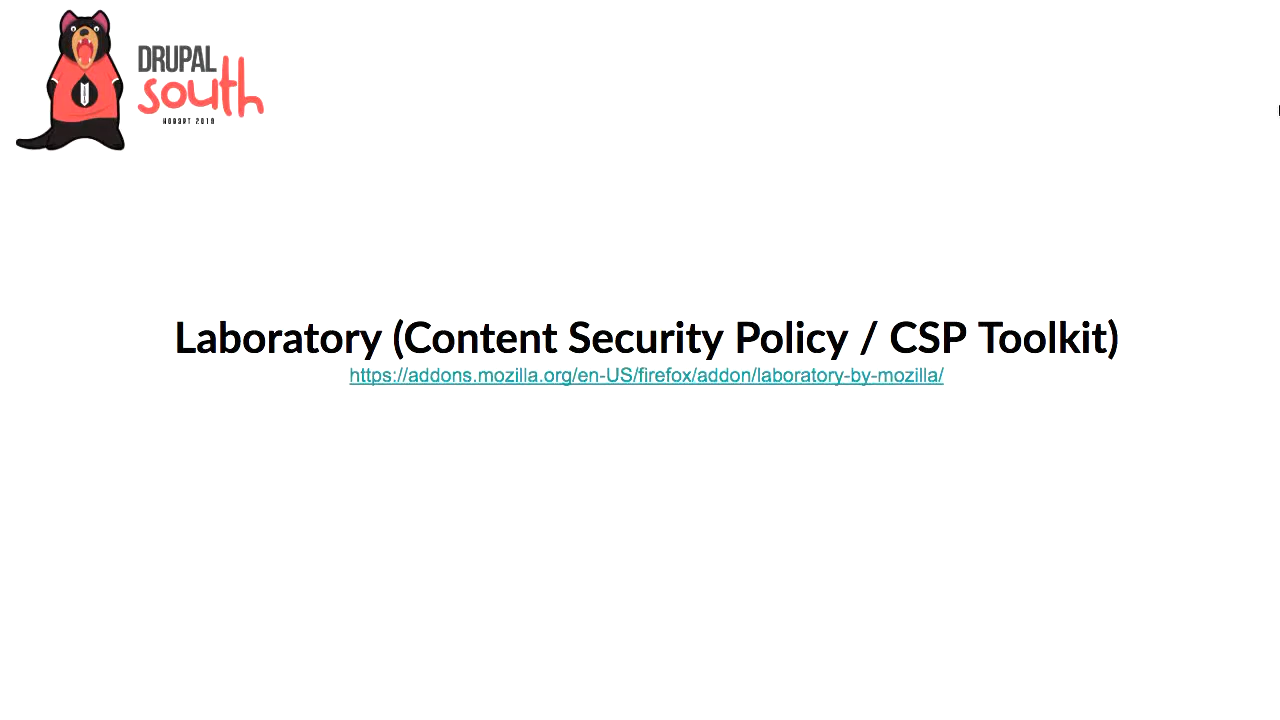 DRUPAL
south
HOBART 2019
Laboratory (Content Security Policy / CSP Toolkit)
https://addons.mozilla.org/en-US/firefox/addon/laboratory-by-mozilla/